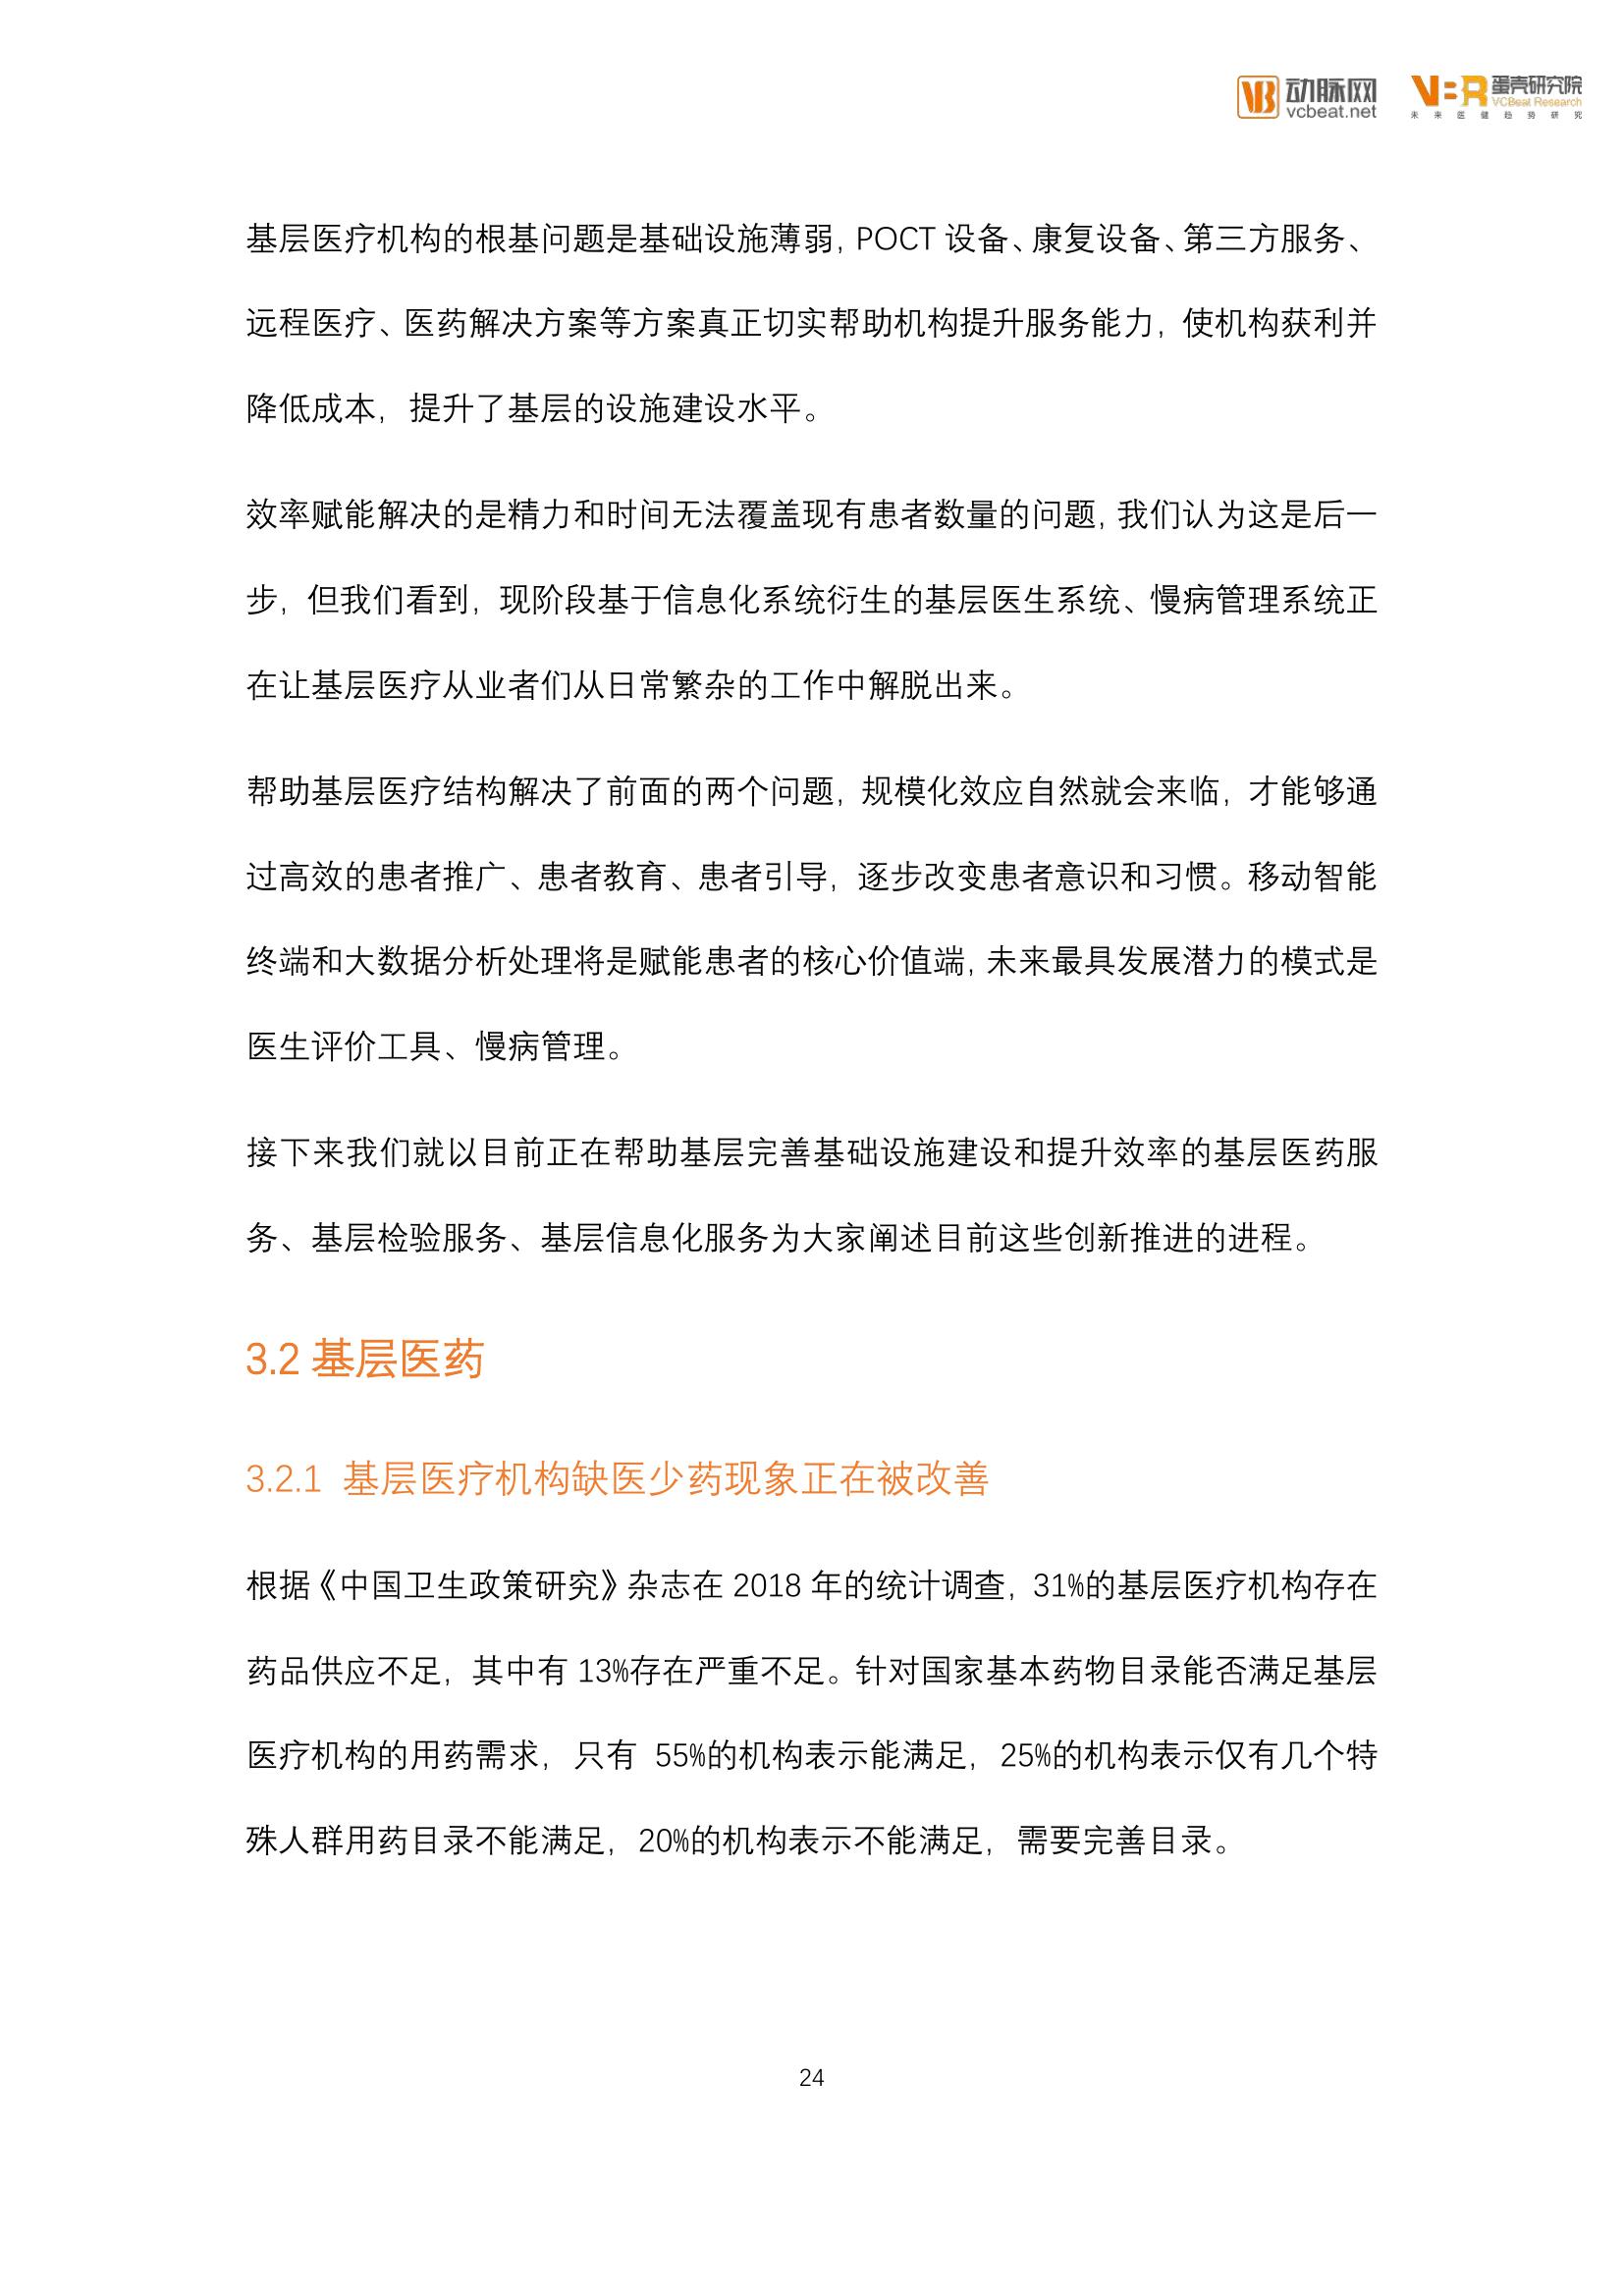 动脉网
vcbeat.net
VBR 蛋壳研究院
VCBeat Research
未来医健趋势研究
基层医疗机构的根基问题是基础设施薄弱，POCT 设备、康复设备、第三方服务、
远程医疗、医药解决方案等方案真正切实帮助机构提升服务能力，使机构获利并
降低成本，提升了基层的设施建设水平。
效率赋能解决的是精力和时间无法覆盖现有患者数量的问题，我们认为这是后一
步，但我们看到，现阶段基于信息化系统衍生的基层医生系统、慢病管理系统正
在让基层医疗从业者们从日常繁杂的工作中解脱出来。
帮助基层医疗结构解决了前面的两个问题，规模化效应自然就会来临，才能够通
过高效的患者推广、患者教育、患者引导，逐步改变患者意识和习惯。移动智能
终端和大数据分析处理将是赋能患者的核心价值端，未来最具发展潜力的模式是
医生评价工具、慢病管理。
接下来我们就以目前正在帮助基层完善基础设施建设和提升效率的基层医药服
务、基层检验服务、基层信息化服务为大家阐述目前这些创新推进的进程。
3.2 基层医药
3.2.1 基层医疗机构缺医少药现象正在被改善
根据《中国卫生政策研究》杂志在 2018 年的统计调查，31%的基层医疗机构存在
药品供应不足，其中有 13%存在严重不足。针对国家基本药物目录能否满足基层
医疗机构的用药需求，只有 55%的机构表示能满足，25%的机构表示仅有几个特
殊人群用药目录不能满足，20%的机构表示不能满足，需要完善目录。
24